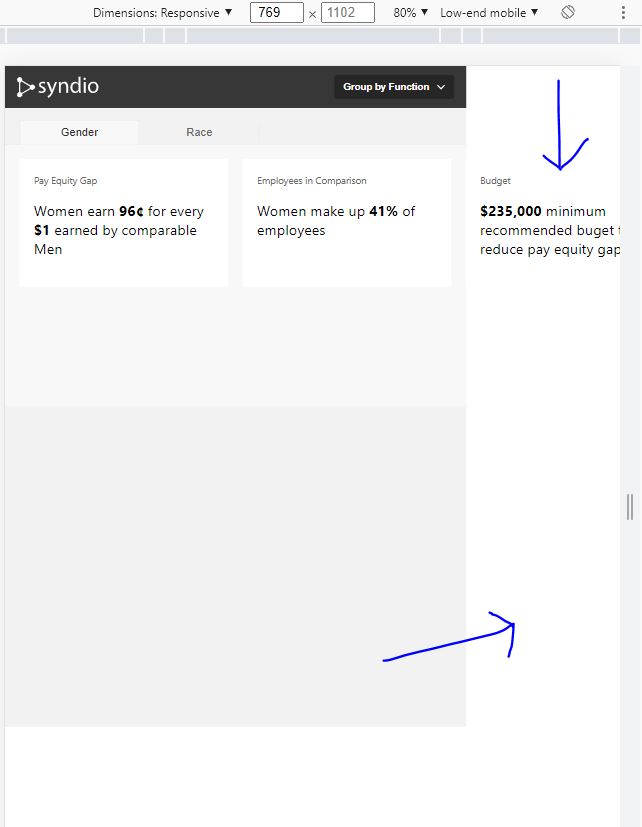 Dimensions: Responsive ▼ 769 × 1102 80% ▼ Low-end mobile ▼
syndio
Group by Function
Gender Race
Pay Equity Gap
Women earn 96¢ for every
$1 earned by comparable
Men
Employees in Comparison
Women make up 41% of
employees
Budget
$235,000 minimum
recommended buget
reduce pay equity gap